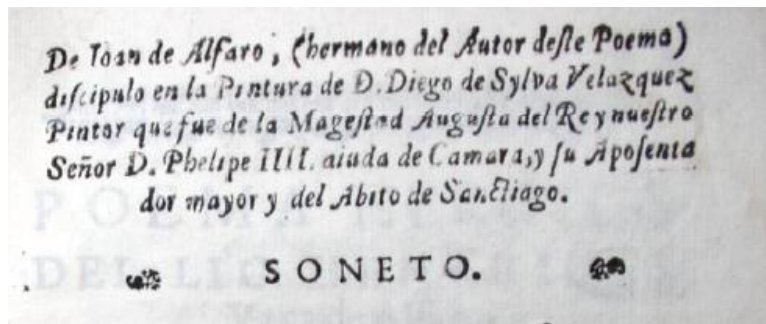 De Ioan de Alfaro, (hermano del Autor deste Poema)
discipulo en la Pintura de D. Diego de Sylva Velazquez
Pintor que fue de la Magestad Augusta del Rey nuestro
Señor D. Phelipe IIII. aiuda de Camara, y su Aposenta
dor mayor y del Abito de Sanctiago.
SONETO.